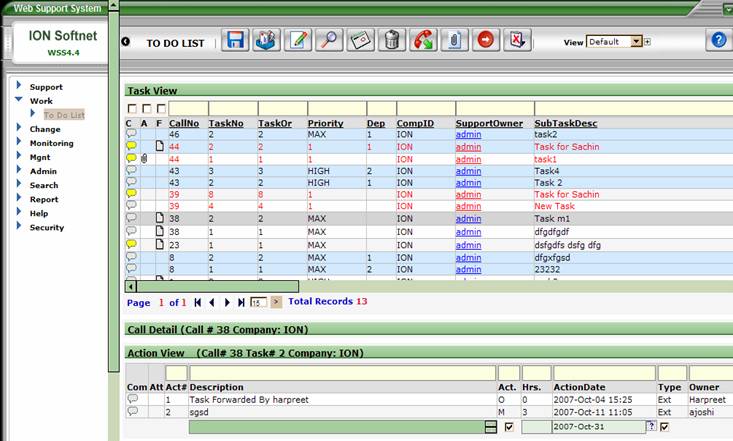 Web Support System
ION Softnet
WSS4.4
TO DO LIST
View Default
Support
Work
To Do List
Change
Monitoring
Mgnt
Admin
Search
Report
Help
Security
Task View
C A F CallNo TaskNo TaskOr Priority Dep CompID SupportOwner SubTaskDesc
46 2 2 MAX 1 ION admin task2
44 2 2 1 1 ION admin Task for Sachin
44 1 1 1 ION admin task1
43 3 3 HIGH 2 ION admin Task4
43 2 2 HIGH 1 ION admin Task 2
39 8 8 1 ION admin Task for Sachin
39 4 4 1 ION admin New Task
38 2 2 MAX ION admin Task m1
38 1 1 MAX ION admin dfgdfgdf
23 1 1 MAX ION admin dsfgdfs dsfg dfg
8 2 2 MAX 1 ION admin dfgxfgsd
8 1 1 MAX 2 ION admin 23232
Page 1 of 1 15 > Total Records 13
Call Detail (Call # 38 Company: ION)
Action View (Call# 38 Task# 2 Company: ION)
Com Att Act# Description Act. Hrs. ActionDate Type Owner
1 Task Forwarded By harpreet O 0 2007-Oct-04 15:25 Ext Harpreet
2 sgsd M 3 2007-Oct-11 11:05 Ext ajoshi
2007-Oct-31